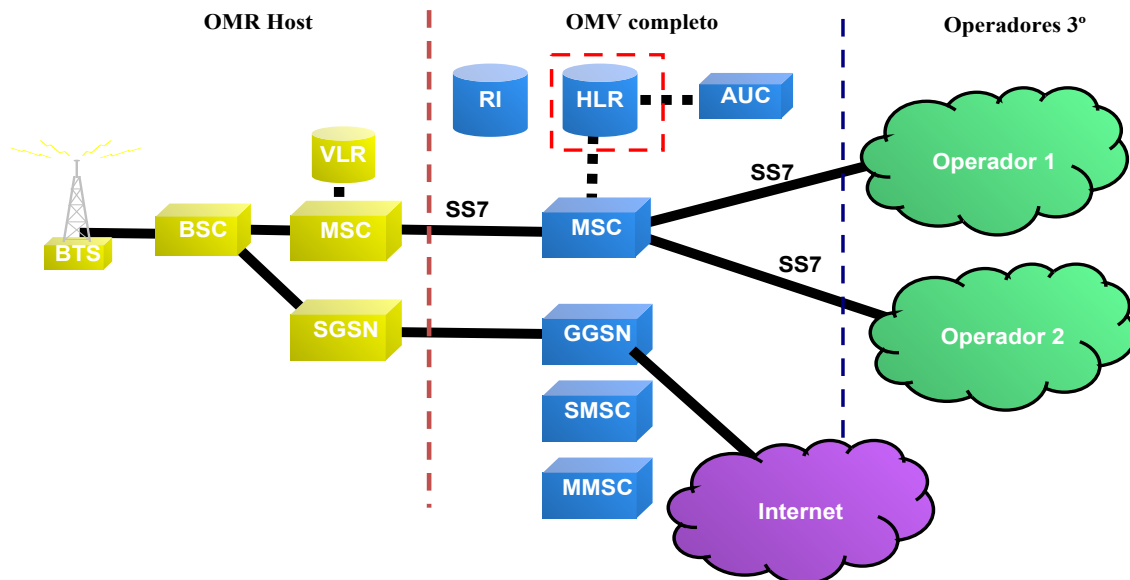 OMR Host
OMV completo
Operadores 3º
RI
HLR
AUC
VLR
Operador 1
SS7
BTS
BSC
MSC
SS7
MSC
SS7
SGSN
GGSN
Operador 2
SMSC
MMSC
Internet